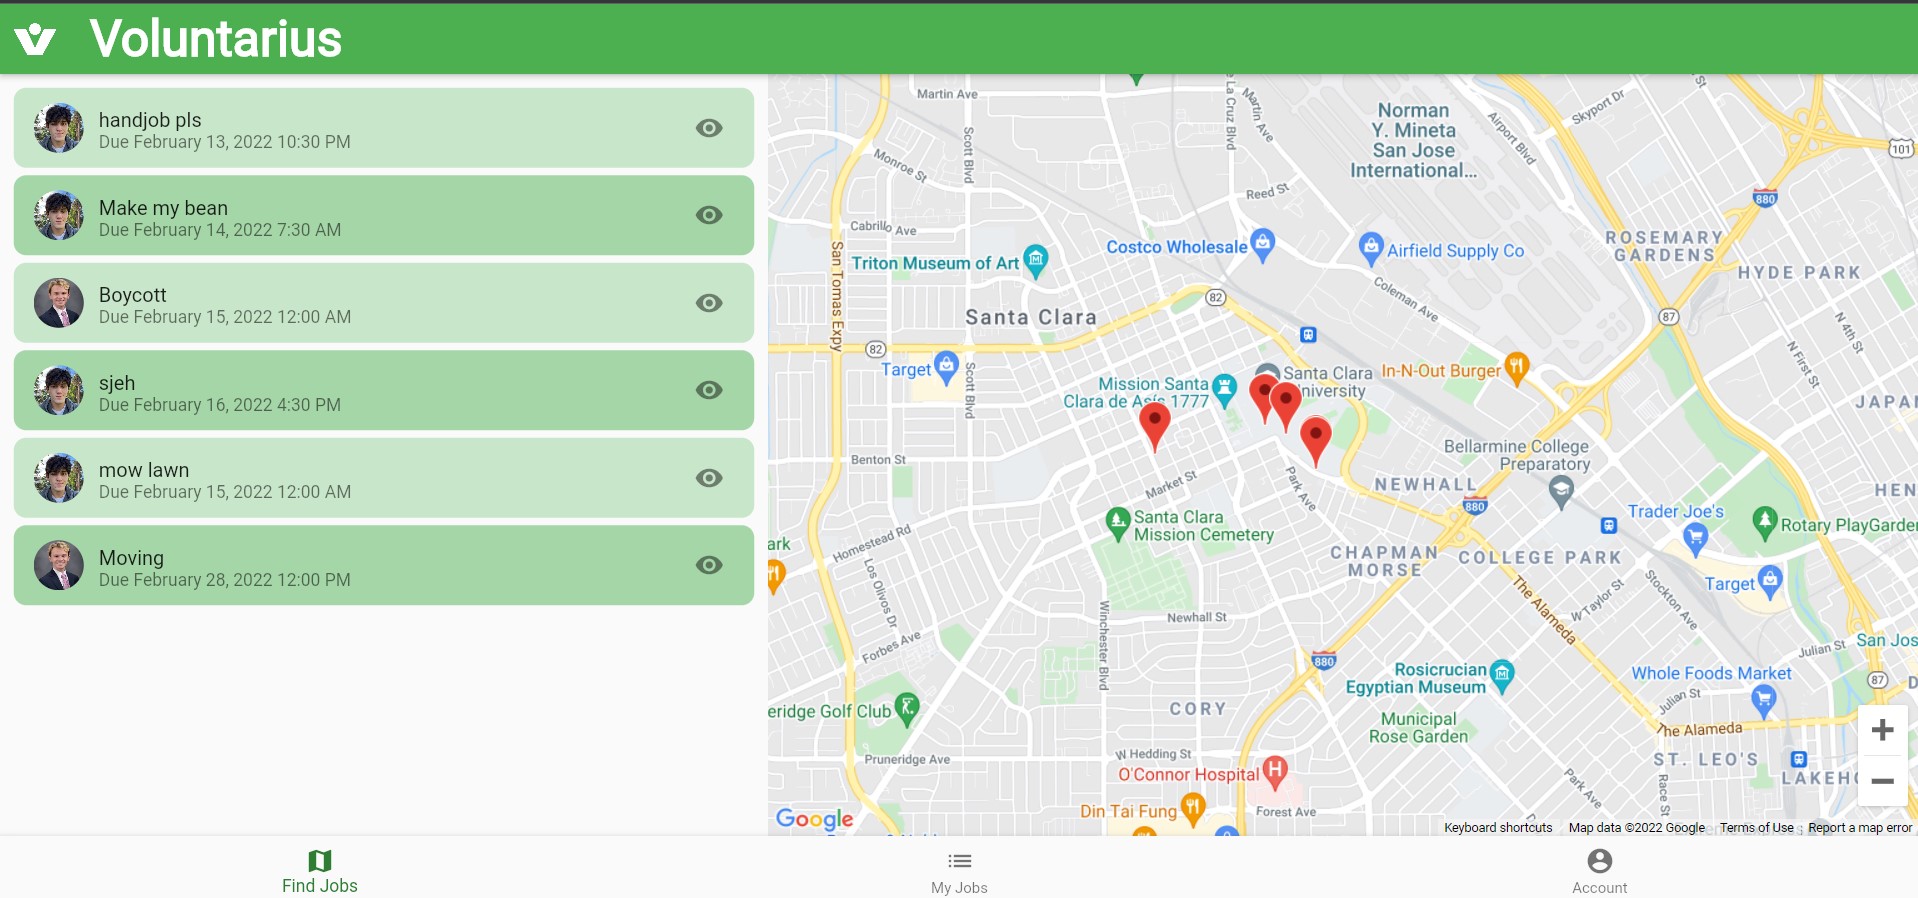 Voluntarius
handjob pls
Due February 13, 2022 10:30 PM
Make my bean
Due February 14, 2022 7:30 AM
Boycott
Due February 15, 2022 12:00 AM
sjeh
Due February 16, 2022 4:30 PM
mow lawn
Due February 15, 2022 12:00 AM
Moving
Due February 28, 2022 12:00 PM
Martin Ave
Scott Blvd
La Cruz Blvd
Martin Ave
Norman
Y. Mineta
San Jose
International...
Airport Blvd
Skyport Dr
101
Monroe St
Reed St
880
Cabrillo Ave
San Tomas Expy
Triton Museum of Art
Costco Wholesale
Airfield Supply Co
ROSEMARY
GARDENS
HYDE PARK
Coleman Ave
82
Santa Clara
87
N 4th St
N First St
82
Target
Scott Blvd
Mission Santa
Clara de Asís 1777
Santa Clara
University
In-N-Out Burger
JAPAN
Benton St
Market St
Park Ave
Bellarmine College
Preparatory
NEWHALL
880
HEN
Trader Joe's
Rotary PlayGarden
Santa Clara
Mission Cemetery
ark
Homestead Rd
Los Olivos Dr
CHAPMAN
MORSE
COLLEGE PARK
Target
The Alameda
W Taylor St
Stockton Ave
Winchester Blvd
Newhall St
Forbes Ave
880
San Jos
Julian St
Rosicrucian
Egyptian Museum
Whole Foods Market
87
Julian St
eridge Golf Club
CORY
Municipal
Rose Garden
The Alameda
W Hedding St
Pruneridge Ave
O'Connor Hospital
ST. LEO'S
LAKEHO
Park Ave
Race St
Din Tai Fung
Forest Ave
Google
Keyboard shortcuts
Map data ©2022 Google
Terms of Use
Report a map error
Find Jobs
My Jobs
Account